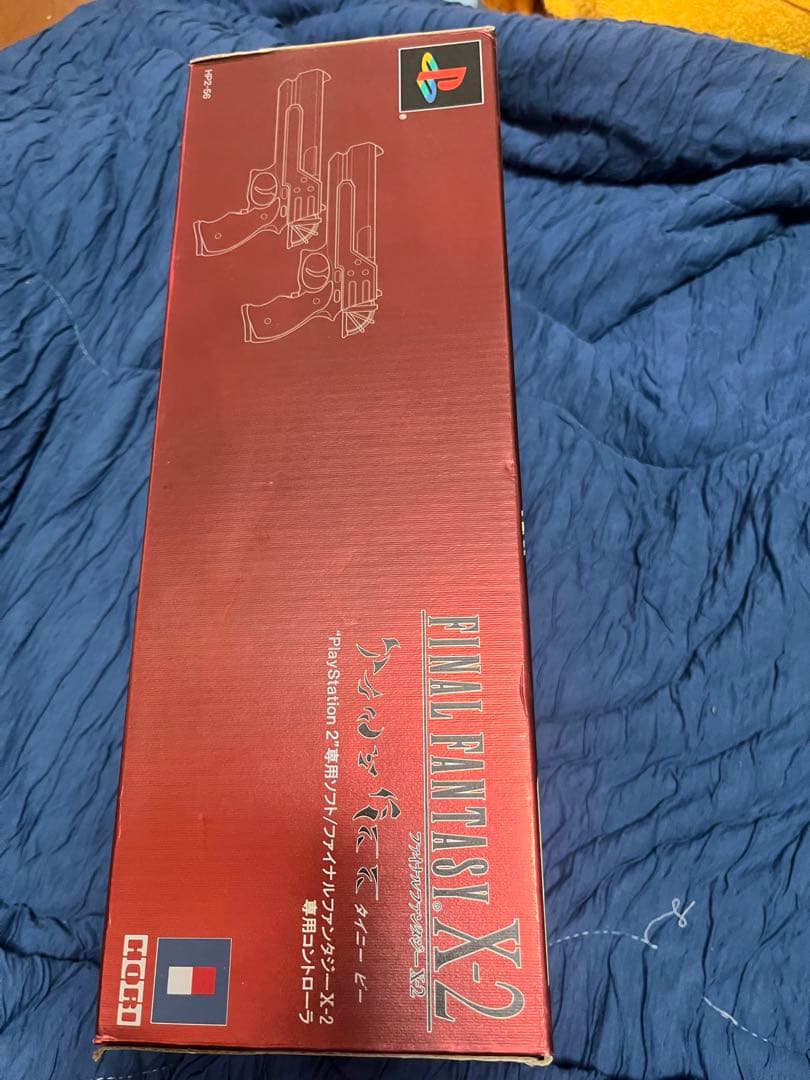 HP2-56
FINAL FANTASY® X-2
ファイナルファンタジー X-2
タイニー ビー
"PlayStation 2"専用ソフト/ファイナルファンタジーX-2
専用コントローラ
HORI